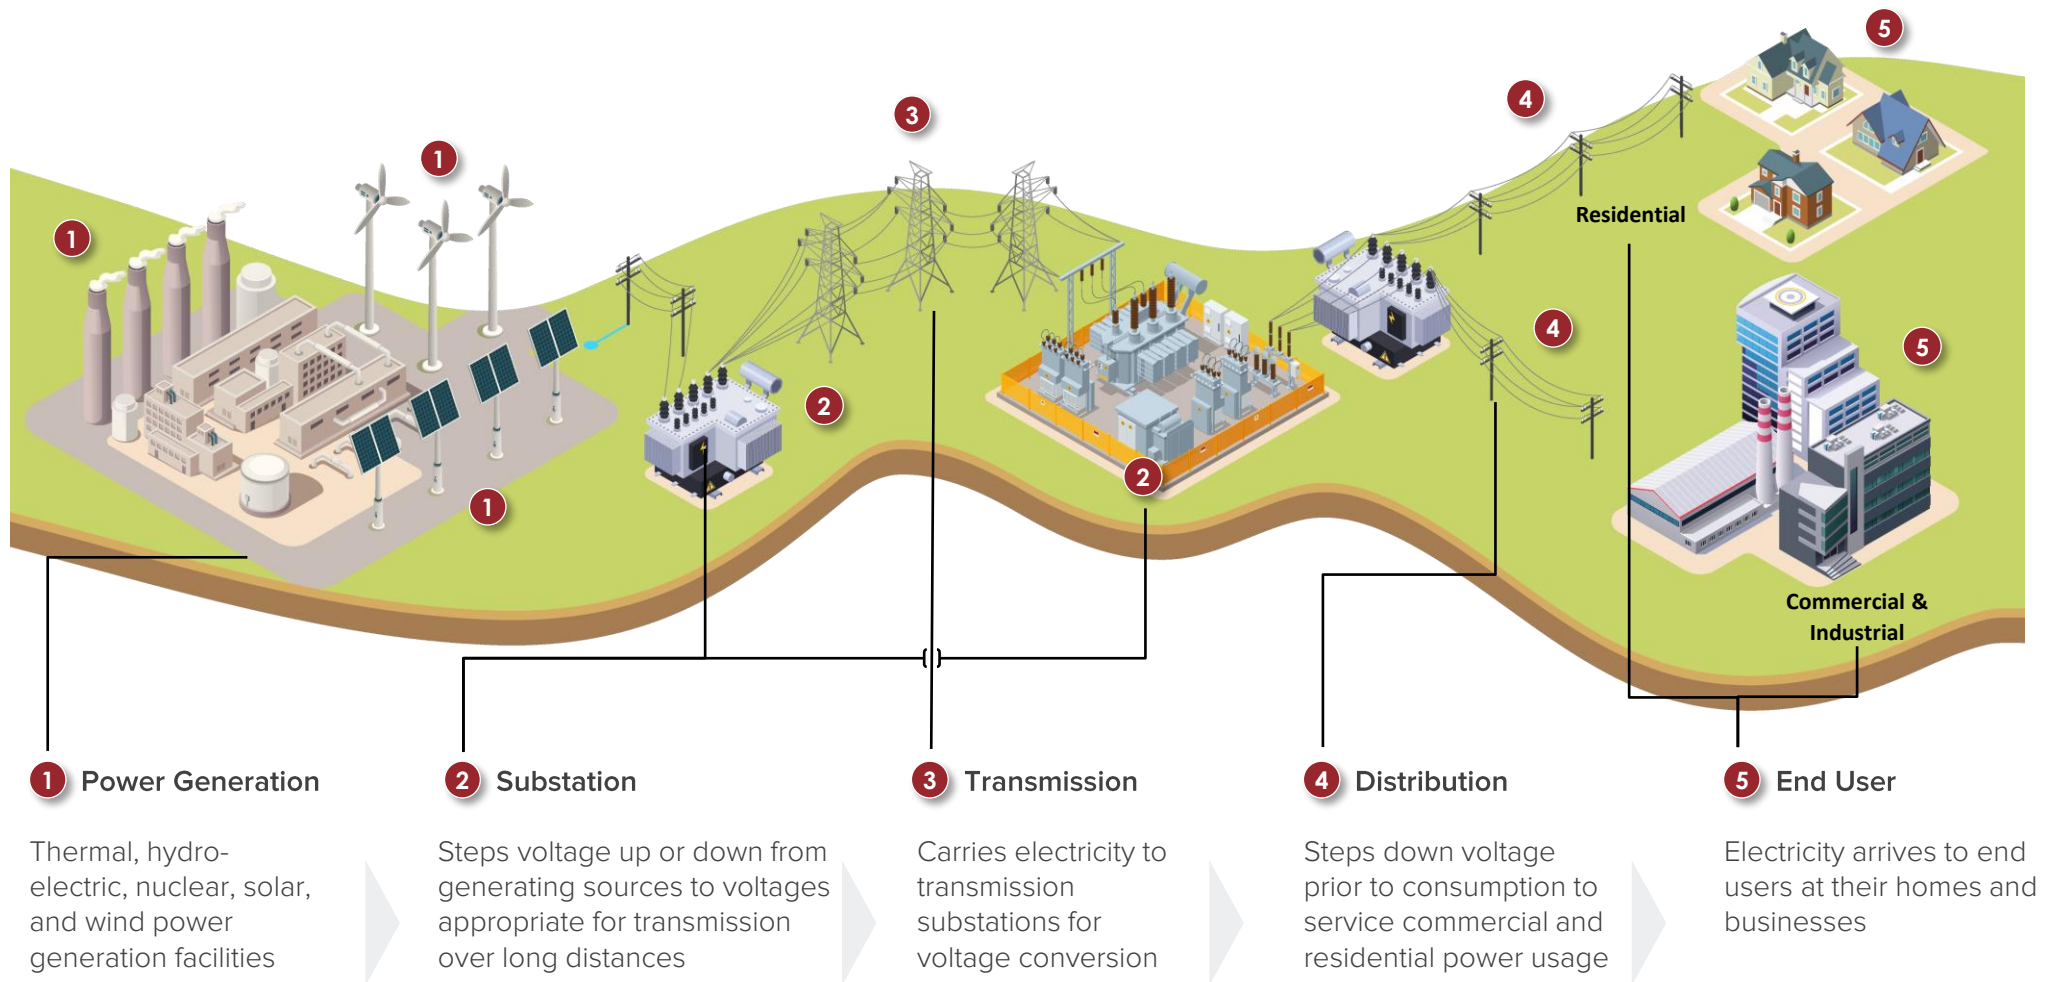 5
4
3
1
Residential
1
4
5
2
2
1
Commercial &
Industrial
1 Power Generation
Thermal, hydro-
electric, nuclear, solar,
and wind power
generation facilities
2 Substation
Steps voltage up or down from
generating sources to voltages
appropriate for transmission
over long distances
3 Transmission
Carries electricity to
transmission
substations for
voltage conversion
4 Distribution
Steps down voltage
prior to consumption to
service commercial and
residential power usage
5 End User
Electricity arrives to end
users at their homes and
businesses